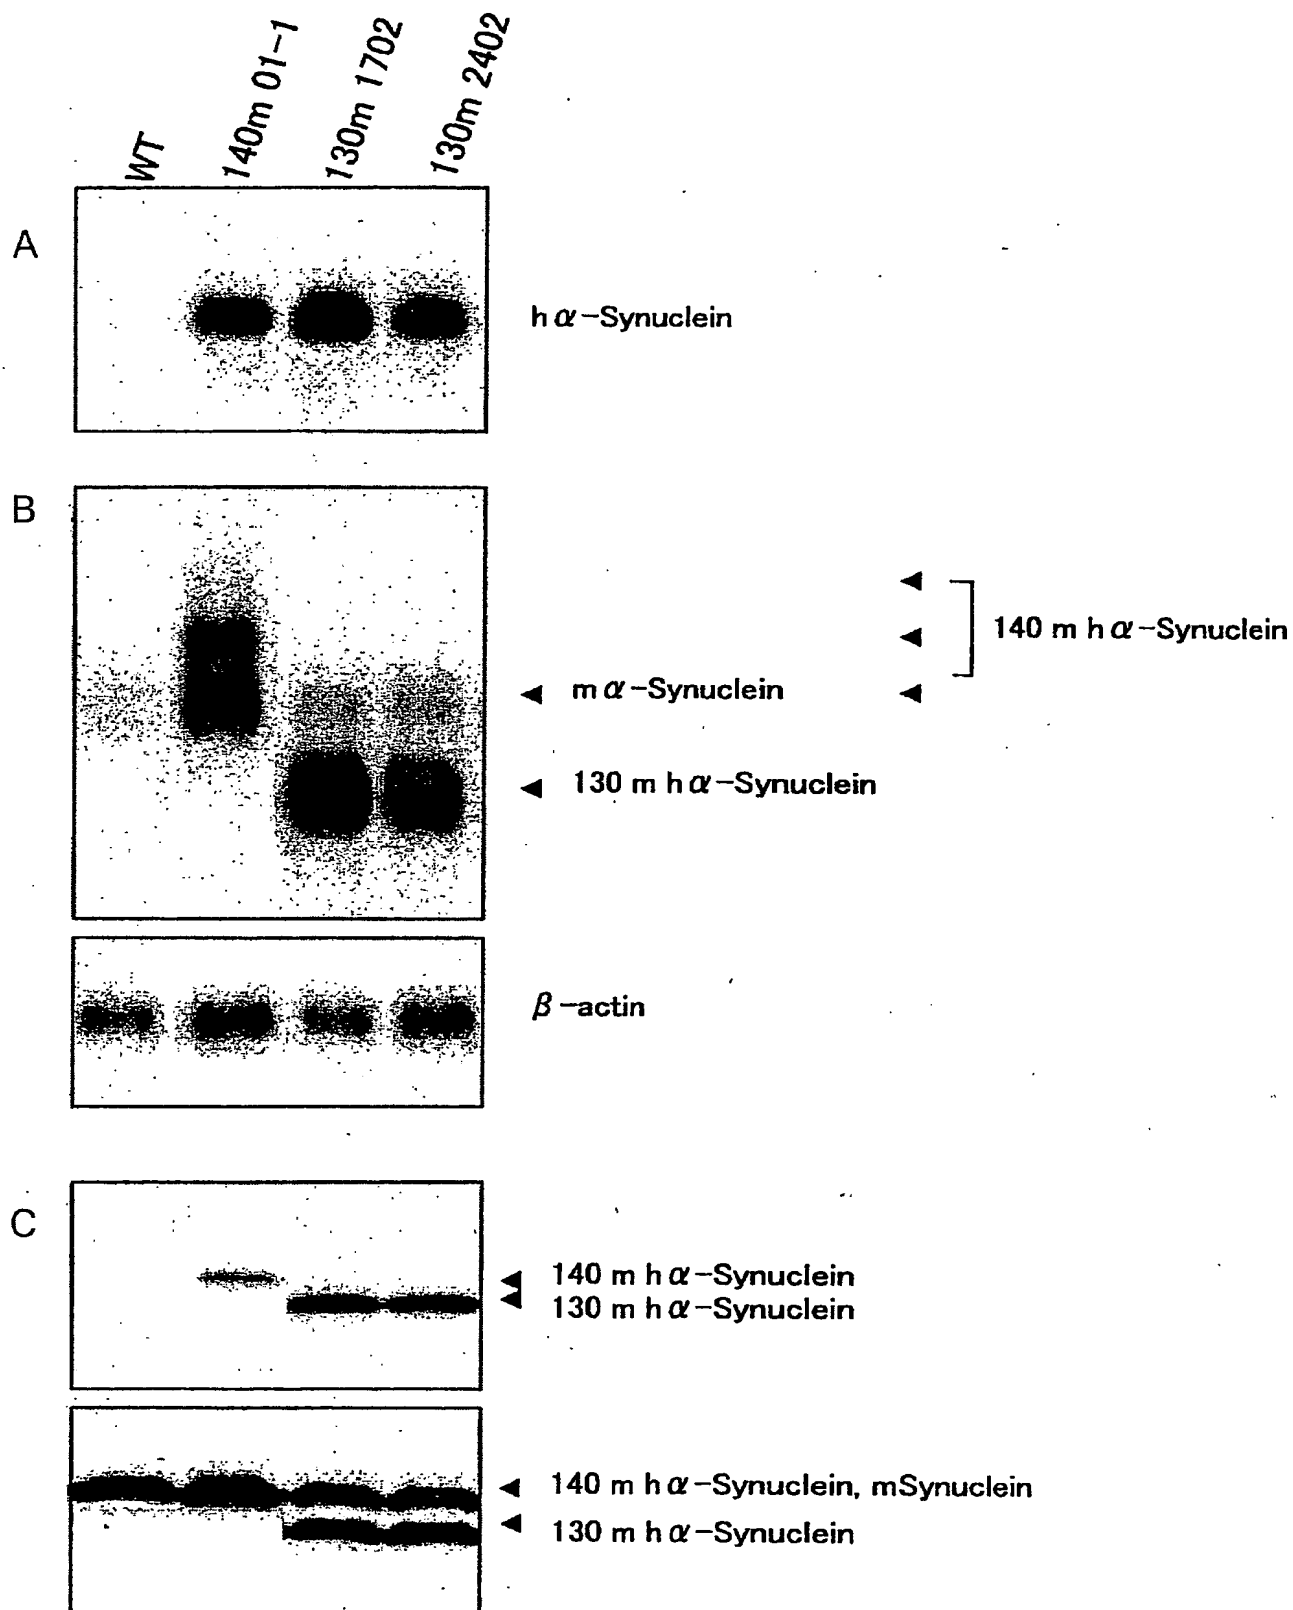 WT 140m 01-1 130m 1702 130m 2402
A
h α-Synuclein
B
140 m h α-Synuclein
m α-Synuclein
130 m h α-Synuclein
β-actin
C
140 m h α-Synuclein
130 m h α-Synuclein
140 m h α-Synuclein, mSynuclein
130 m h α-Synuclein